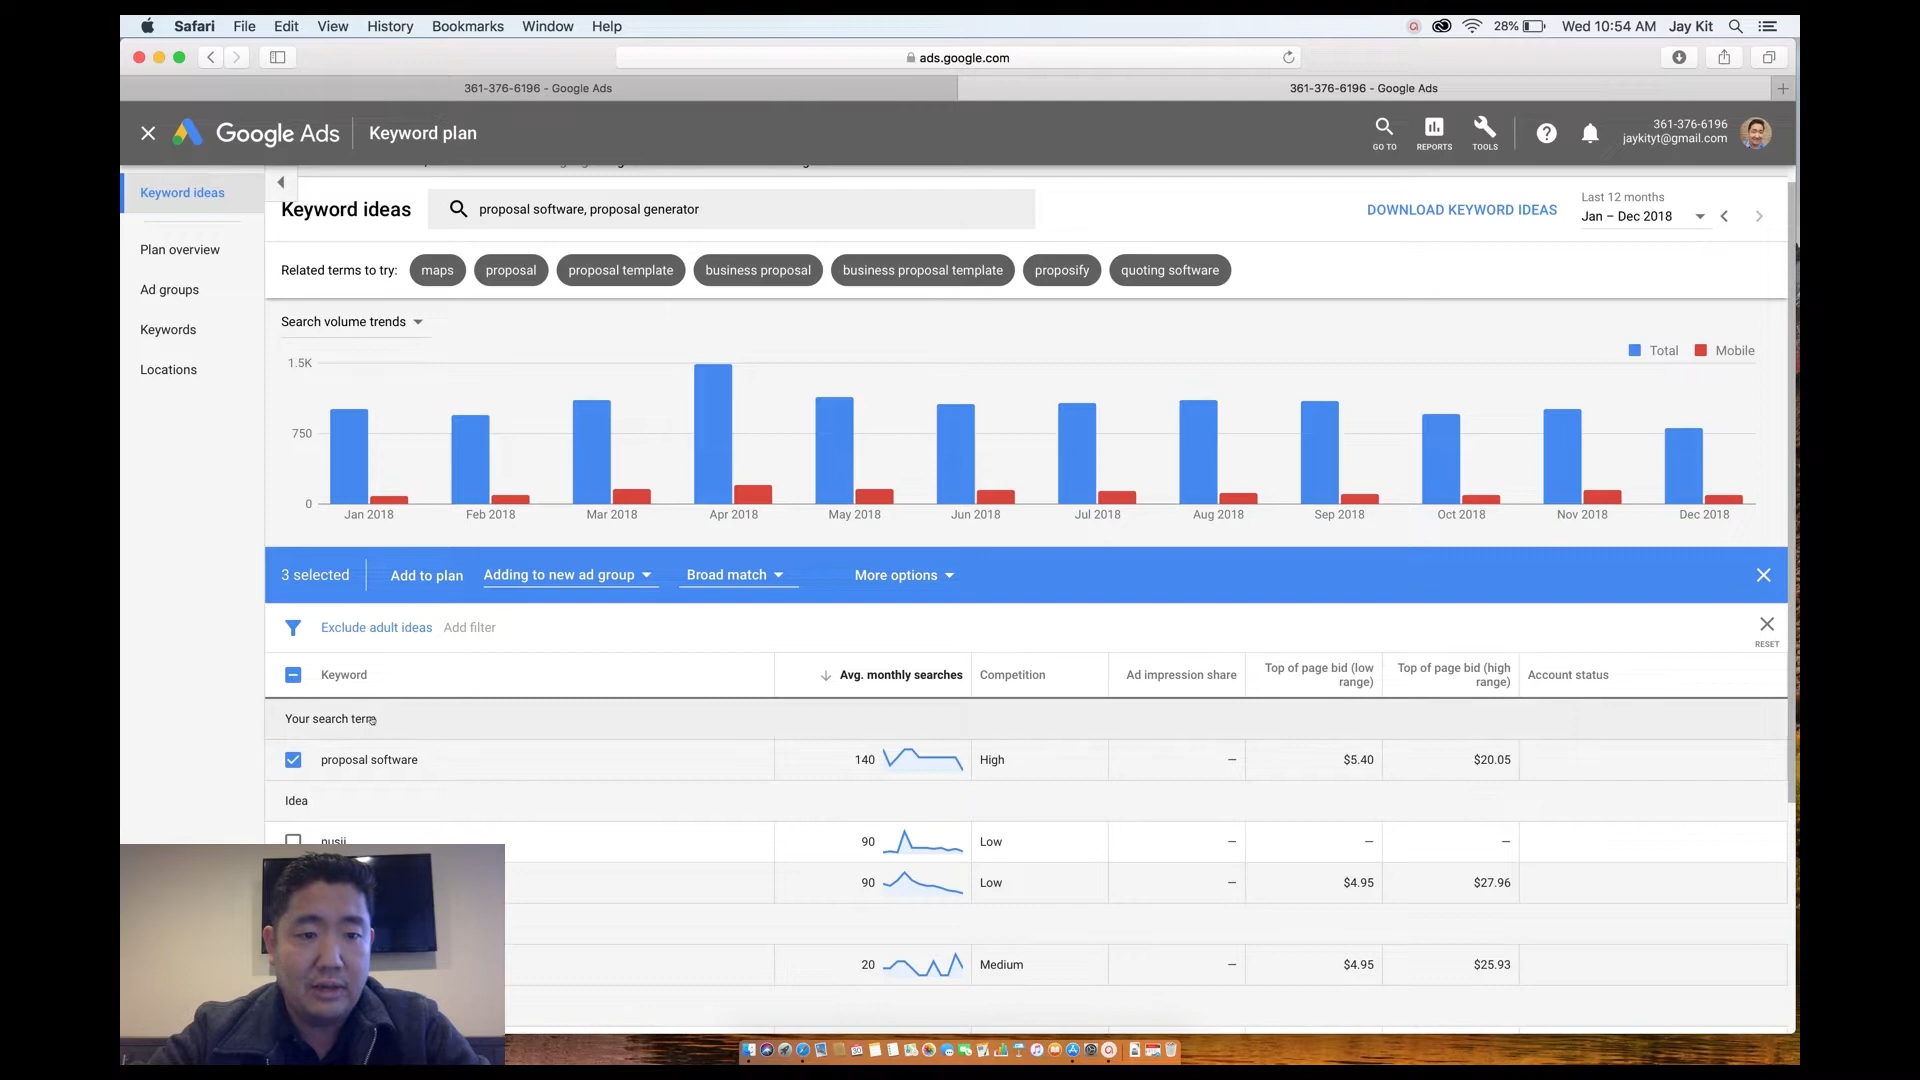 Safari File Edit View History Bookmarks Window Help 28% Wed 10:54 AM Jay Kit
ads.google.com
361-376-6196 - Google Ads 361-376-6196 - Google Ads
Google Ads Keyword plan GO TO REPORTS TOOLS 361-376-6196
jaykityt@gmail.com
Keyword ideas
Plan overview
Ad groups
Keywords
Locations
Keyword ideas proposal software, proposal generator DOWNLOAD KEYWORD IDEAS Last 12 months
Jan – Dec 2018
Related terms to try: maps proposal proposal template business proposal business proposal template proposify quoting software
Search volume trends
Total Mobile
1.5K
750
0
Jan 2018 Feb 2018 Mar 2018 Apr 2018 May 2018 Jun 2018 Jul 2018 Aug 2018 Sep 2018 Oct 2018 Nov 2018 Dec 2018
3 selected Add to plan Adding to new ad group Broad match More options
Exclude adult ideas Add filter RESET
Keyword Avg. monthly searches Competition Ad impression share Top of page bid (low range) Top of page bid (high range) Account status
Your search term
proposal software 140 High – $5.40 $20.05
Idea
nusii 90 Low – – –
90 Low – $4.95 $27.96
20 Medium – $4.95 $25.93